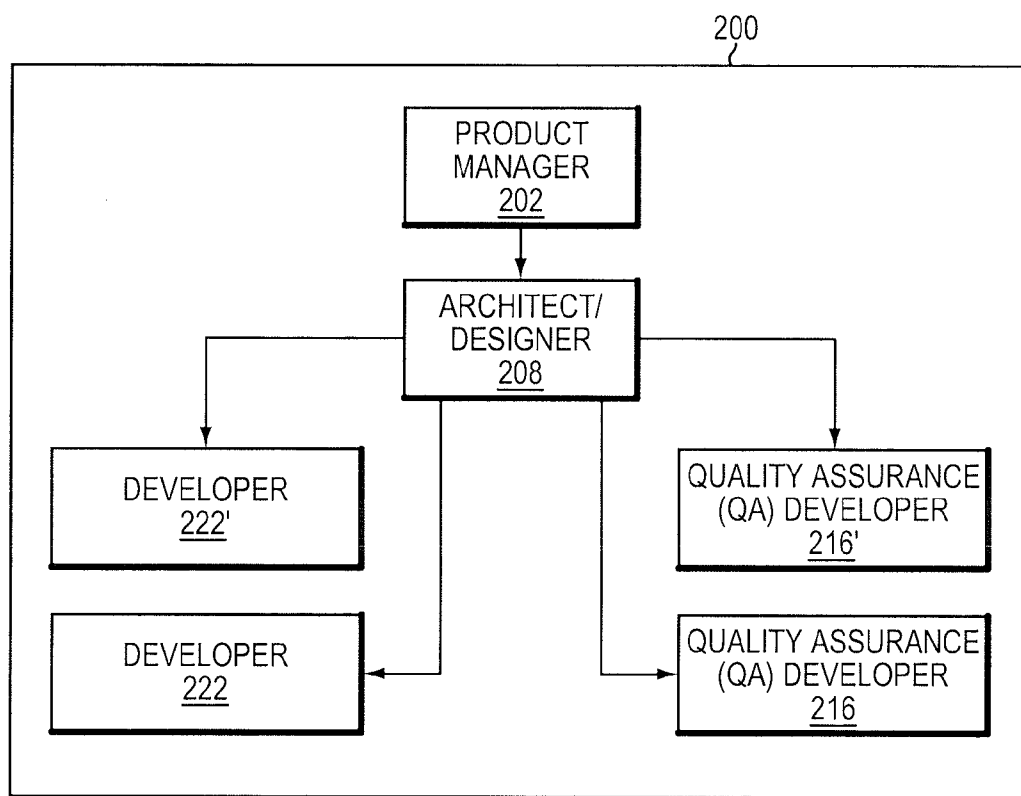 200
PRODUCT
MANAGER
202
ARCHITECT/
DESIGNER
208
DEVELOPER
222'
QUALITY ASSURANCE
(QA) DEVELOPER
216'
DEVELOPER
222
QUALITY ASSURANCE
(QA) DEVELOPER
216